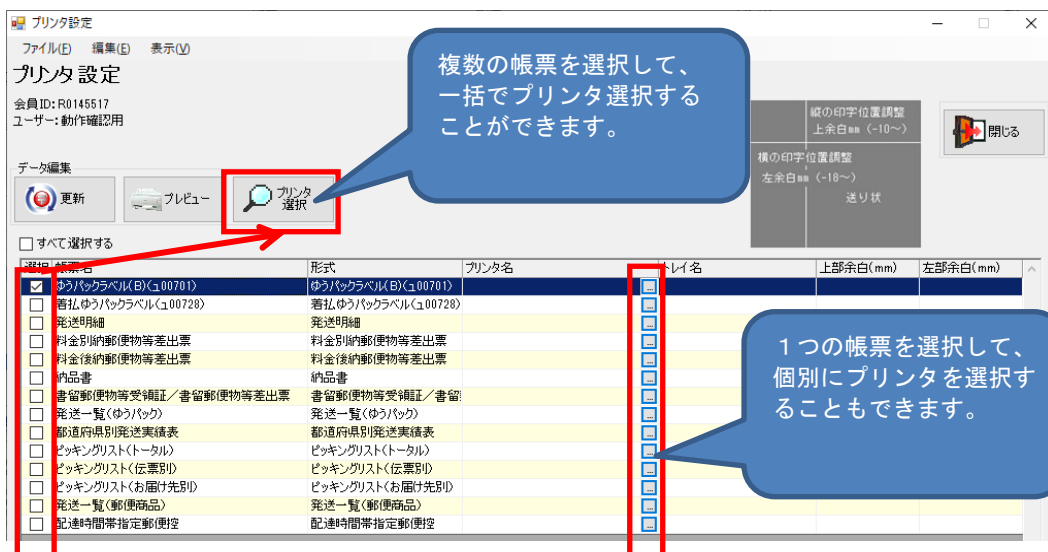 プリンタ設定
ファイル(F) 編集(E) 表示(V)
プリンタ設定
会員ID:R0145517
ユーザー:動作確認用
複数の帳票を選択して、
一括でプリンタ選択する
ことができます。
縦の印字位置調整
上余白mm (-10~)
横の印字位置調整
左余白mm (-18~)
送り状
閉じる
データ編集
更新 プレビュー プリンタ
選択
すべて選択する
選択 帳票名 形式 プリンタ名 トレイ名 上部余白(mm) 左部余白(mm)
ゆうパックラベル(B)(ュ00701) ゆうパックラベル(B)(ュ00701) ...
着払ゆうパックラベル(ュ00728) 着払ゆうパックラベル(ュ00728) ...
発送明細 発送明細 ...
料金別納郵便物等差出票 料金別納郵便物等差出票 ...
料金後納郵便物等差出票 料金後納郵便物等差出票 ...
納品書 納品書 ...
書留郵便物等受領証/書留郵便物等差出票 書留郵便物等受領証/書留 ...
発送一覧(ゆうパック) 発送一覧(ゆうパック) ...
都道府県別発送実績表 都道府県別発送実績表 ...
ピッキングリスト(トータル) ピッキングリスト(トータル) ...
ピッキングリスト(伝票別) ピッキングリスト(伝票別) ...
ピッキングリスト(お届け先別) ピッキングリスト(お届け先別) ...
発送一覧(郵便商品) 発送一覧(郵便商品) ...
配達時間帯指定郵便控 配達時間帯指定郵便控 ...
1つの帳票を選択して、
個別にプリンタを選択す
ることもできます。